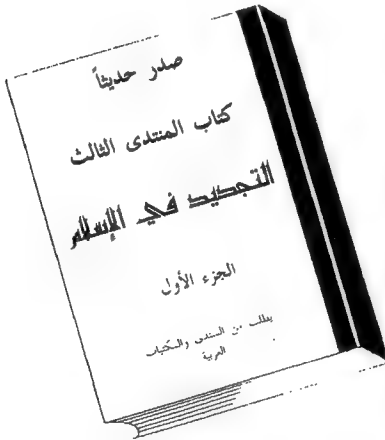 صدر حديثاً
كتاب المنتدى الثالث
التجديد في الإسلام
الجزء الأول
يطلب من المنتدى والمكتبات
العربية